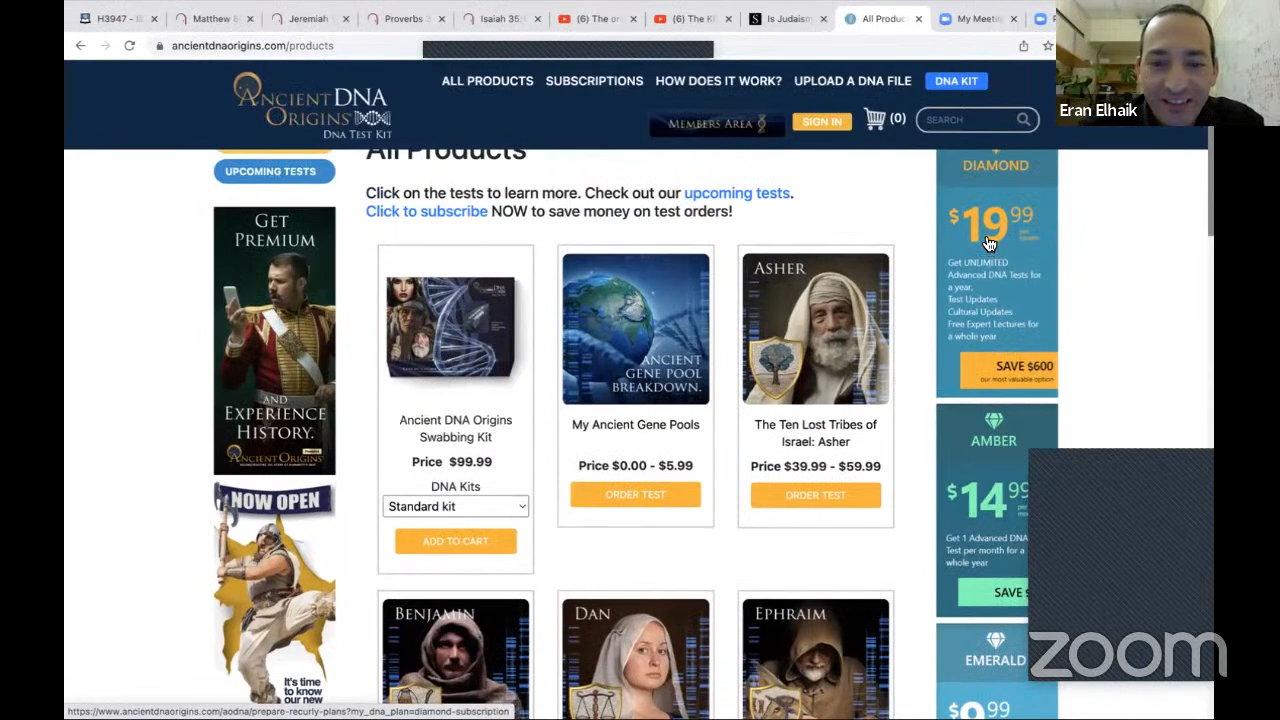 H3947 - l
Matthew
Jeremiah
Proverbs
Isaiah 35:
(6) The
(6) The K
Is Judaism
All Produc
My Meeti
ancientdnaorigins.com/products
Eran Elhaik
ANCIENT DNA
ORIGINS
DNA TEST KIT
ALL PRODUCTS
SUBSCRIPTIONS
HOW DOES IT WORK?
UPLOAD A DNA FILE
DNA KIT
MEMBERS AREA
SIGN IN
(0)
SEARCH
UPCOMING TESTS
All Products
Click on the tests to learn more. Check out our upcoming tests.
Click to subscribe NOW to save money on test orders!
GET
PREMIUM
AND
EXPERIENCE
HISTORY.
ANCIENT ORIGINS
NOW OPEN
It's time
to know
our new
Ancient DNA Origins
Swabbing Kit
Price $99.99
DNA Kits
Standard kit
ADD TO CART
ANCIENT
GENE POOL
BREAKDOWN.
My Ancient Gene Pools
Price $0.00 - $5.99
ORDER TEST
ASHER
The Ten Lost Tribes of
Israel: Asher
Price $39.99 - $59.99
ORDER TEST
BENJAMIN
DAN
EPHRAIM
DIAMOND
$19.99
Get UNLIMITED
Advanced DNA Tests for
a year,
Test Updates
Cultural Updates
Free Expert Lectures for
a whole year
SAVE $600
our most valuable option
AMBER
$14.99
Get 1 Advanced DNA
Test per month for a
whole year
SAVE
EMERALD
zoom
https://www.ancientdnaorigins.com/aodna/prepare-recurly-plans?my_dna_plan=diamond-subscription